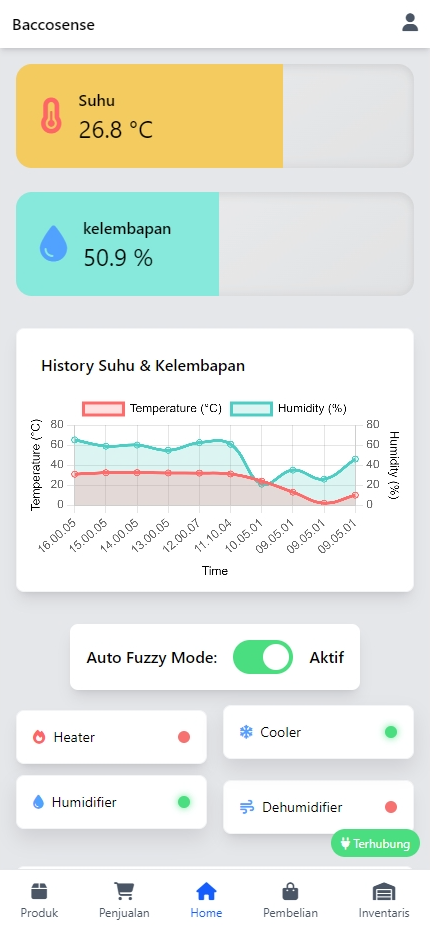 Baccosense
Suhu
26.8 °C
kelembapan
50.9 %
History Suhu & Kelembapan
Temperature (°C) Humidity (%)
Temperature (°C)
80
60
40
20
0
80
60
40
20
0
Humidity (%)
16.00.05
15.00.05
14.00.05
13.00.05
12.00.07
11.10.04
10.05.01
09.05.01
09.05.01
09.05.01
Time
Auto Fuzzy Mode: Aktif
Heater
Cooler
Humidifier
Dehumidifier
Terhubung
Produk Penjualan Home Pembelian Inventaris